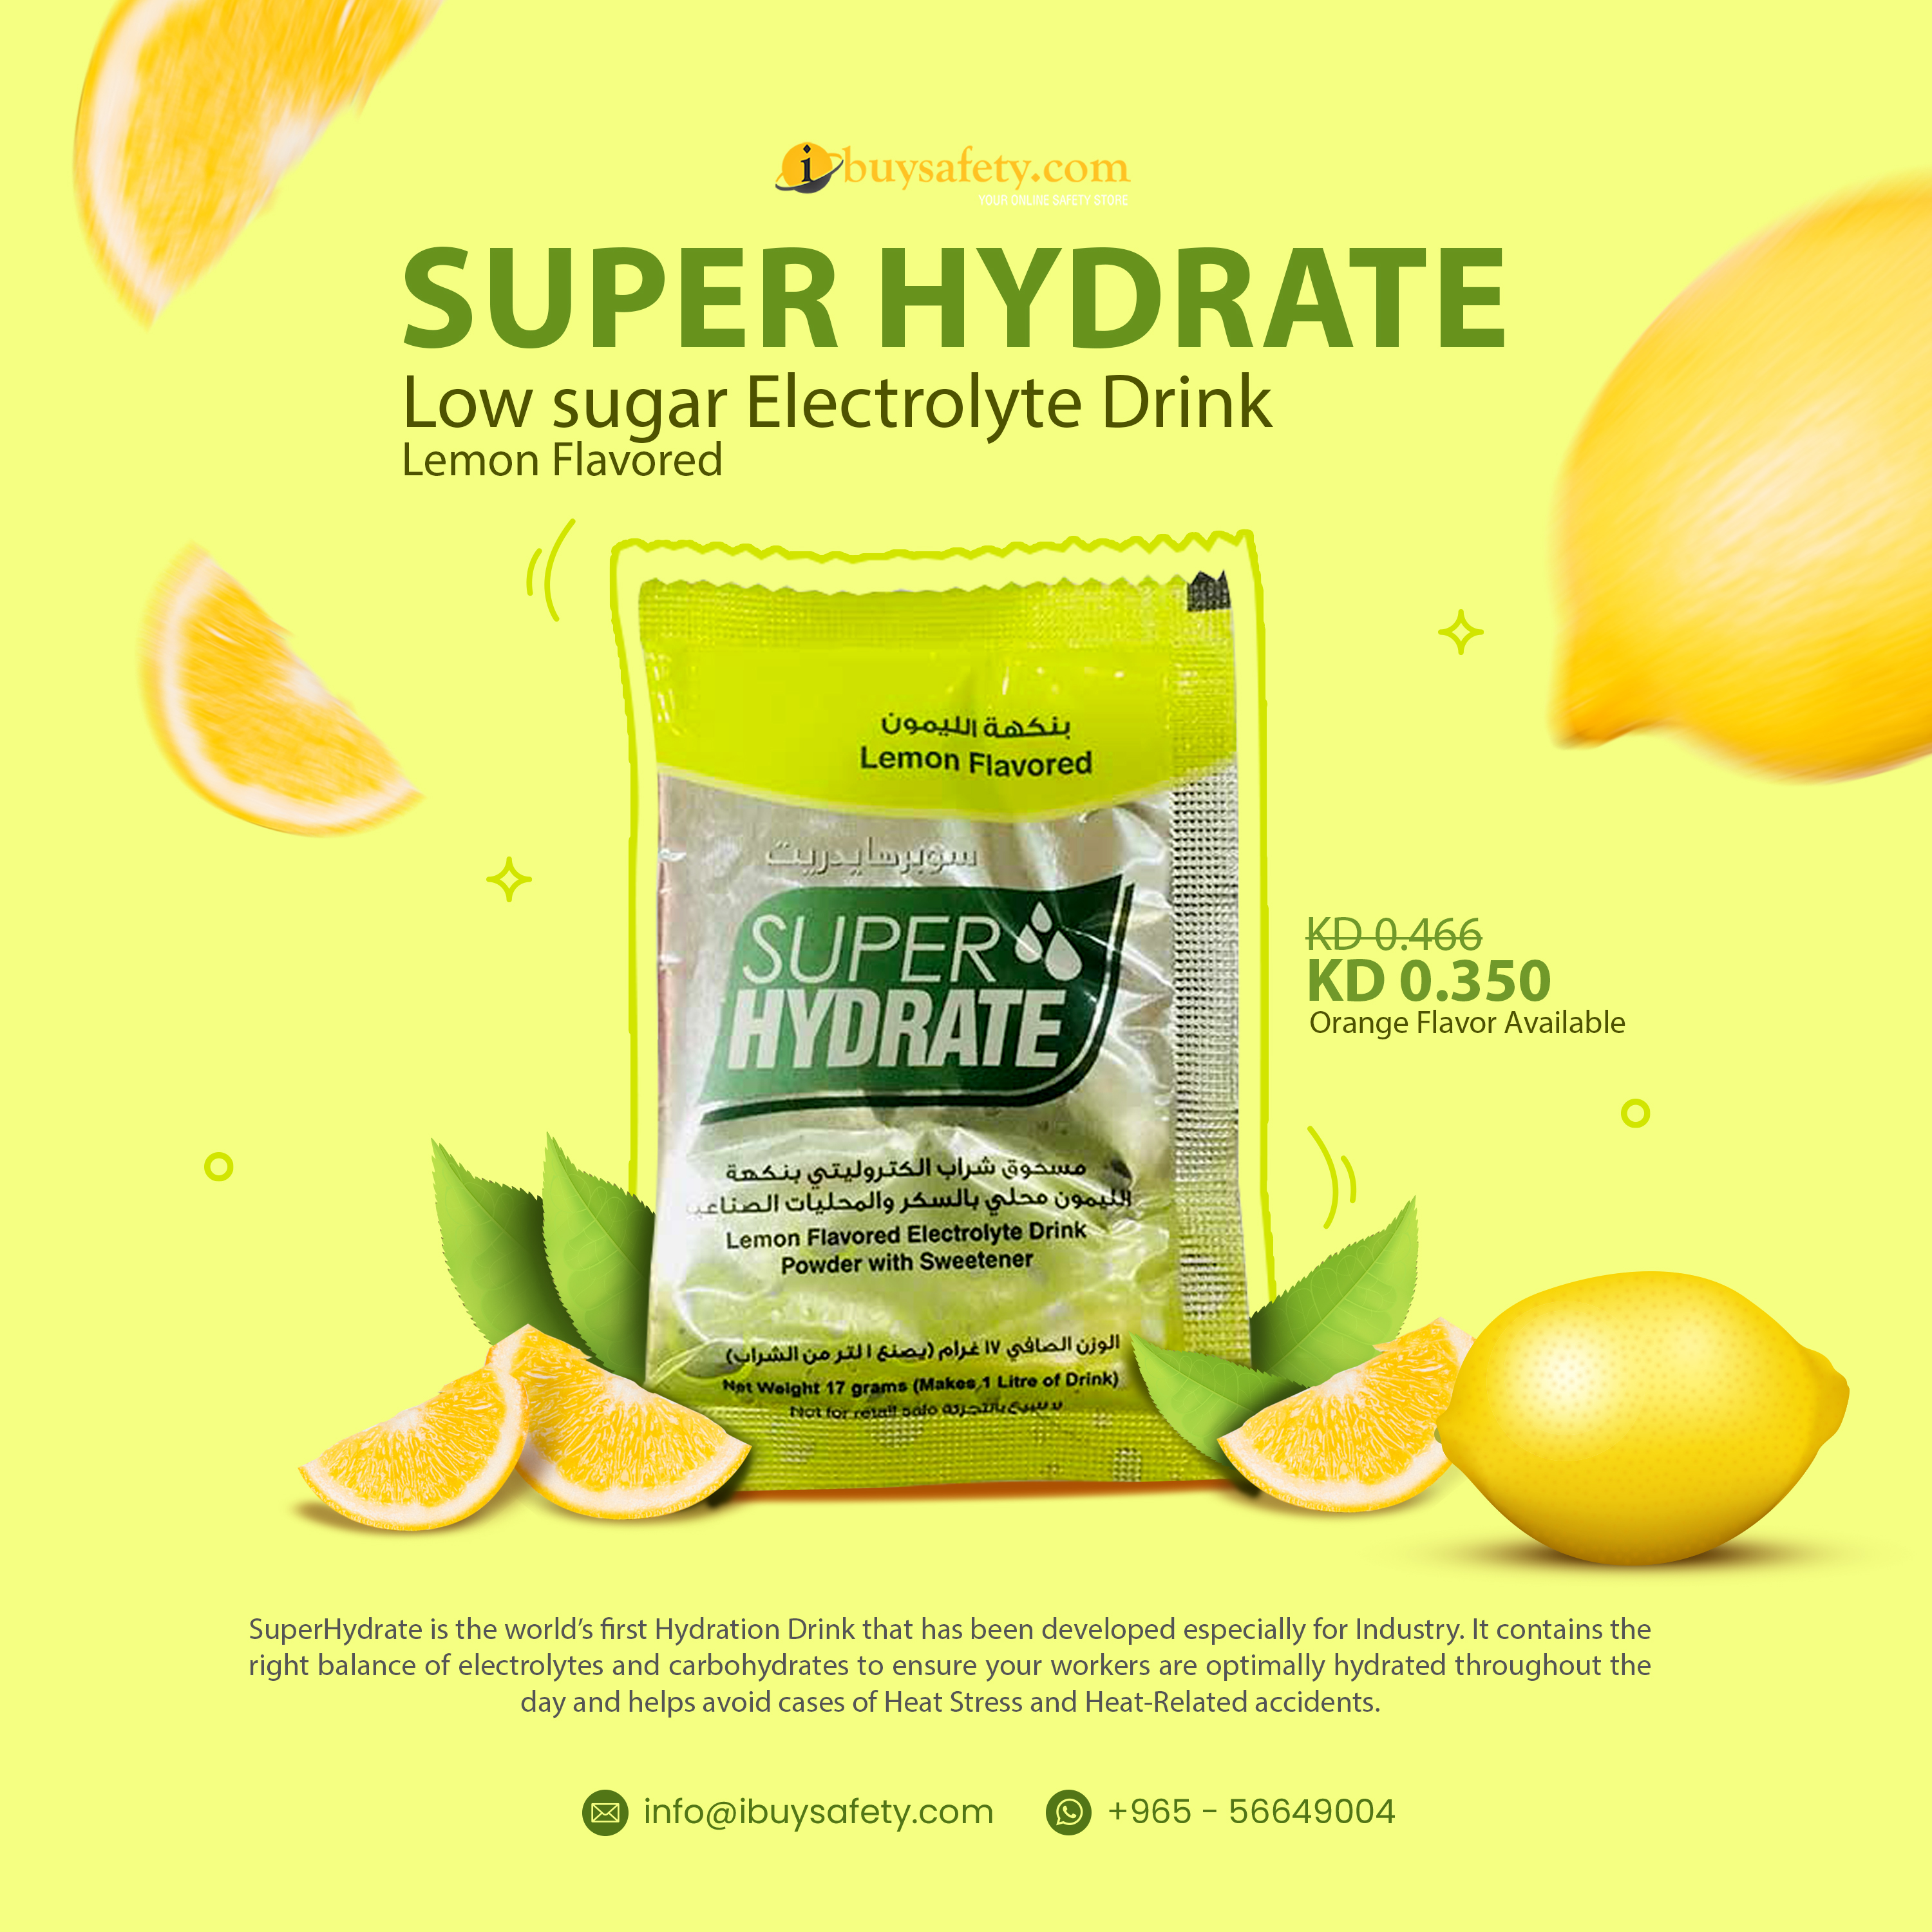 ibuysafety.com
YOUR ONLINE SAFETY STORE
SUPER HYDRATE
Low sugar Electrolyte Drink
Lemon Flavored
بنكهة الليمون
Lemon Flavored
سوبرهايدريت
SUPER
HYDRATE
KD 0.466
KD 0.350
Orange Flavor Available
مسحوق شراب الكتروليتي بنكهة
الليمون محلي بالسكر والمحليات
Lemon Flavored Electrolyte Drink
Powder with Sweetener
الوزن الصافي ١٧ غرام (يصنع ١ لتر من الشراب)
Net Weight 17 grams (Makes 1 Litre of Drink)
Not for retail
SuperHydrate is the world’s first Hydration Drink that has been developed especially for Industry. It contains the
right balance of electrolytes and carbohydrates to ensure your workers are optimally hydrated throughout the
day and helps avoid cases of Heat Stress and Heat-Related accidents.
info@ibuysafety.com
+965 - 56649004